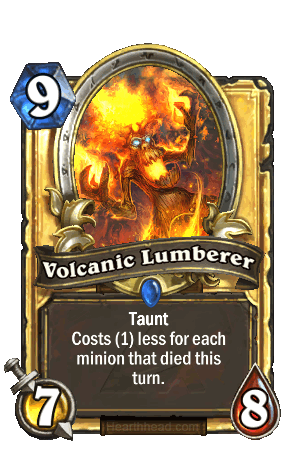 9
Volcanic Lumberer
Taunt
Costs (1) less for each
minion that died this
turn.
7
8
Hearthhead.com